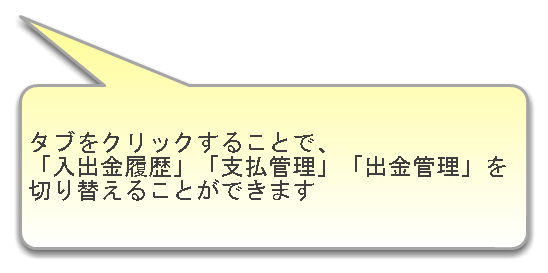 タブをクリックすることで、
「入出金履歴」「支払管理」「出金管理」を
切り替えることができます